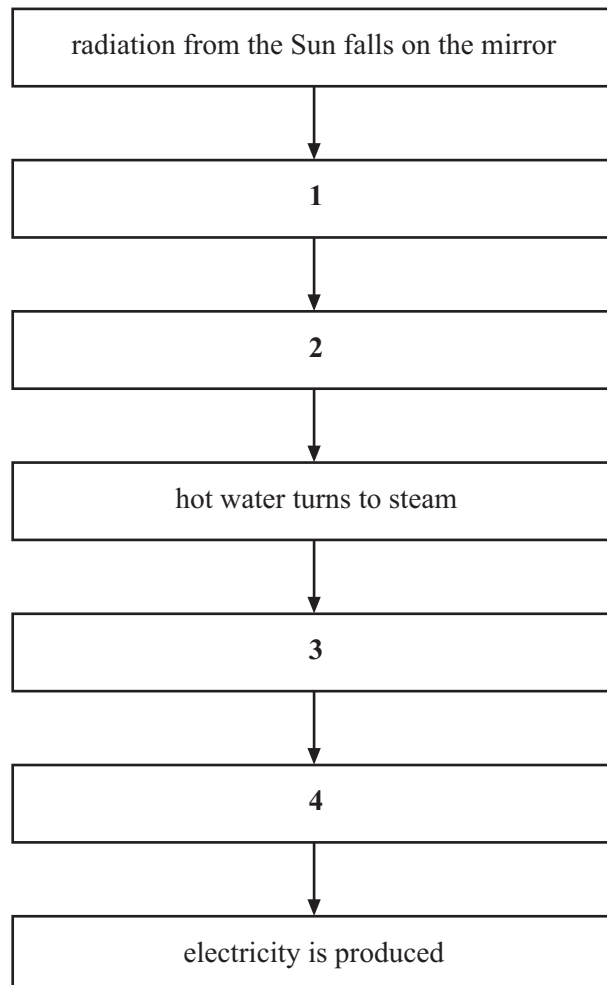 radiation from the Sun falls on the mirror
1
2
hot water turns to steam
3
4
electricity is produced